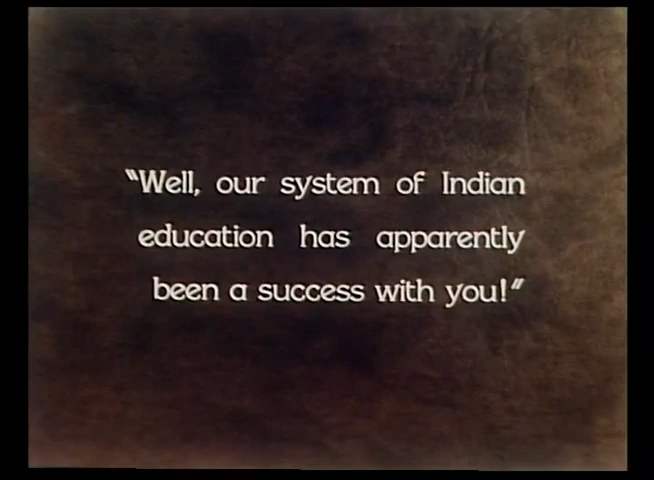 "Well, our system of Indian
education has apparently
been a success with you!"